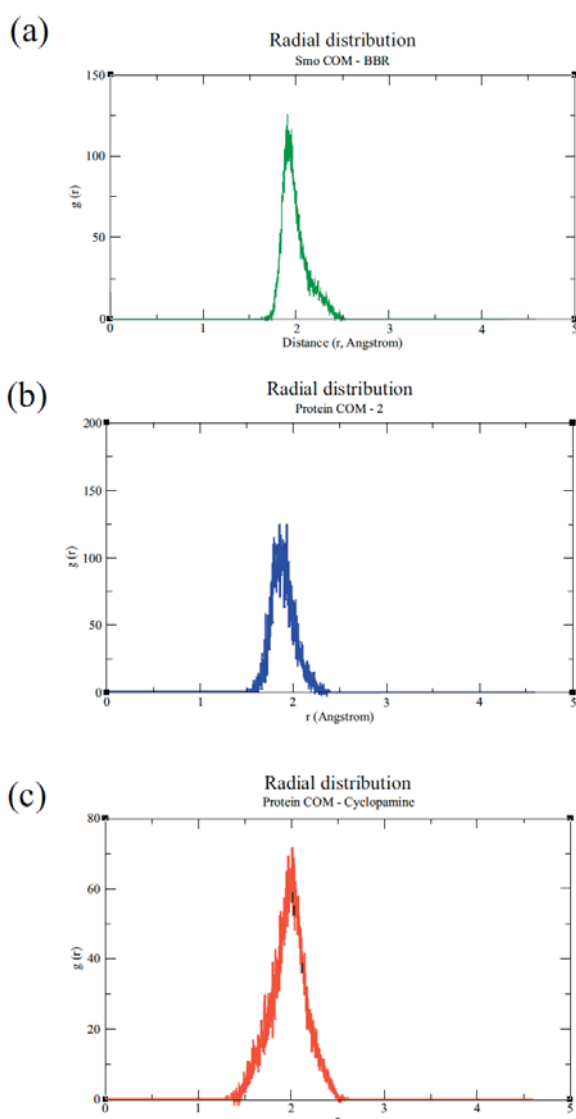 (a)
Radial distribution
Smo COM - BBR
150
100
50
0
g (r)
0 1 2 3 4 5
Distance (r, Angstrom)
(b)
Radial distribution
Protein COM - 2
200
150
100
50
0
g (r)
0 1 2 3 4 5
r (Angstrom)
(c)
Radial distribution
Protein COM - Cyclopamine
80
60
40
20
0
g (r)
0 1 2 3 4 5